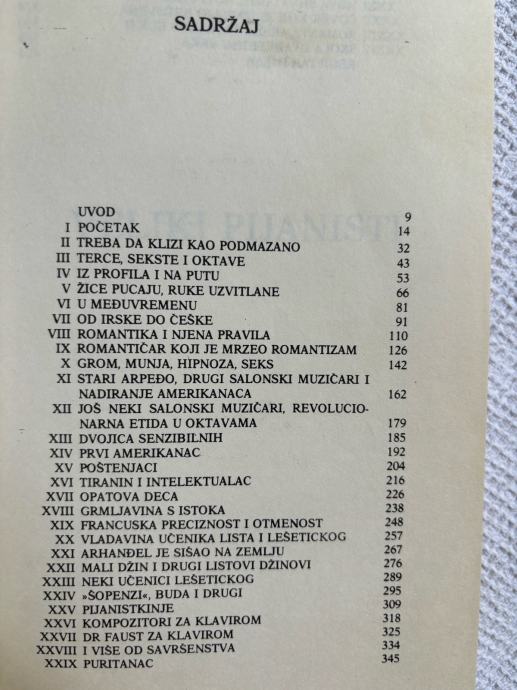 SADRŽAJ
PIJANISTI
UVOD 9
I POČETAK 14
II TREBA DA KLIZI KAO PODMAZANO 32
III TERCE, SEKSTE I OKTAVE 43
IV IZ PROFILA I NA PUTU 53
V ŽICE PUCAJU, RUKE UZVITLANE 66
VI U MEĐUVREMENU 81
VII OD IRSKE DO ČEŠKE 91
VIII ROMANTIKA I NJENA PRAVILA 110
IX ROMANTIČAR KOJI JE MRZEO ROMANTIZAM 126
X GROM, MUNJA, HIPNOZA, SEKS 142
XI STARI ARPEĐO, DRUGI SALONSKI MUZIČARI I
NADIRANJE AMERIKANACA 162
XII JOŠ NEKI SALONSKI MUZIČARI, REVOLUCIO-
NARNA ETIDA U OKTAVAMA 179
XIII DVOJICA SENZIBILNIH 185
XIV PRVI AMERIKANAC 192
XV POŠTENJACI 204
XVI TIRANIN I INTELEKTUALAC 216
XVII OPATOVA DECA 226
XVIII GRMLJAVINA S ISTOKA 238
XIX FRANCUSKA PRECIZNOST I OTMENOST 248
XX VLADAVINA UČENIKA LISTA I LEŠETICKOG 257
XXI ARHANĐEL JE SIŠAO NA ZEMLJU 267
XXII MALI DŽIN I DRUGI LISTOVI DŽINOVI 276
XXIII NEKI UČENICI LEŠETICKOG 289
XXIV »ŠOPENZI«, BUDA I DRUGI 295
XXV PIJANISTKINJE 309
XXVI KOMPOZITORI ZA KLAVIROM 318
XXVII DR FAUST ZA KLAVIROM 325
XXVIII I VIŠE OD SAVRŠENSTVA 334
XXIX PURITANAC 345